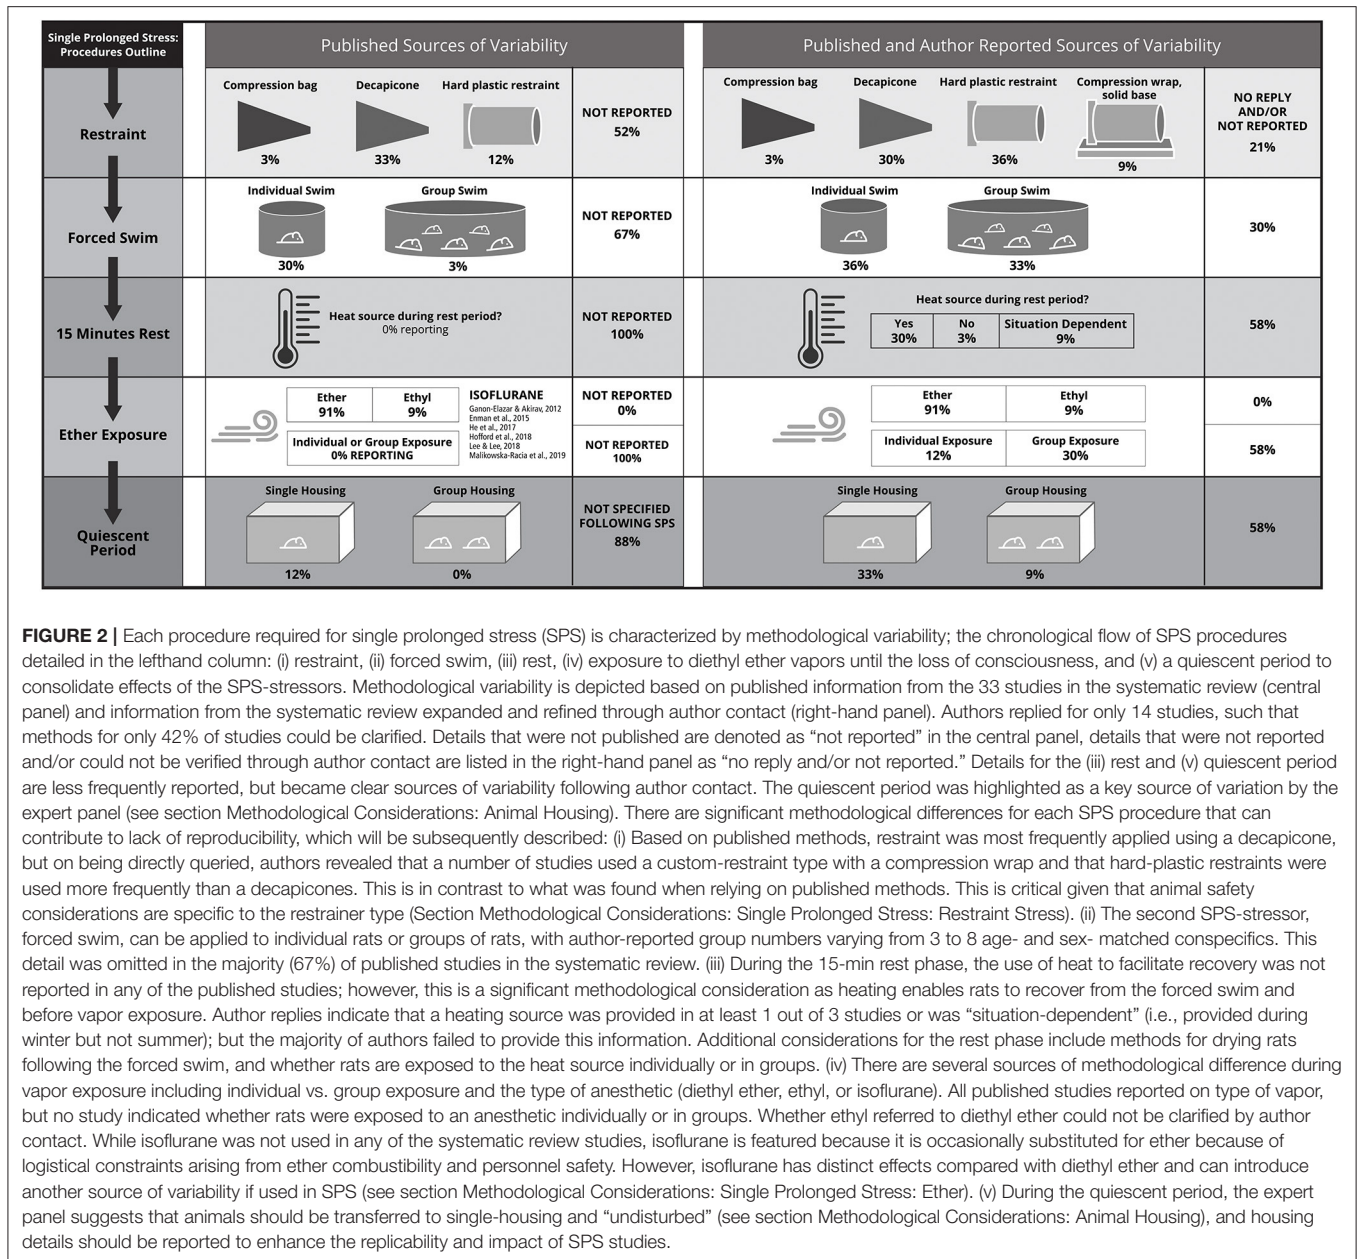 Single Prolonged Stress:
Procedures Outline
Published Sources of Variability
Published and Author Reported Sources of Variability
Restraint
Compression bag
3%
Decapicone
33%
Hard plastic restraint
12%
NOT REPORTED
52%
Compression bag
3%
Decapicone
30%
Hard plastic restraint
36%
Compression wrap,
solid base
9%
NO REPLY
AND/OR
NOT REPORTED
21%
Forced Swim
Individual Swim
30%
Group Swim
3%
NOT REPORTED
67%
Individual Swim
36%
Group Swim
33%
30%
15 Minutes Rest
Heat source during rest period?
0% reporting
NOT REPORTED
100%
Heat source during rest period?
Yes
30%
No
3%
Situation Dependent
9%
58%
Ether Exposure
Ether
91%
Ethyl
9%
Individual or Group Exposure
0% REPORTING
ISOFLURANE
Ganon-Elazar & Akirav, 2012
Enman et al., 2015
He et al., 2017
Hofford et al., 2018
Lee & Lee, 2018
Malikowska-Racia et al., 2019
NOT REPORTED
0%
NOT REPORTED
100%
Ether
91%
Ethyl
9%
Individual Exposure
12%
Group Exposure
30%
0%
58%
Quiescent
Period
Single Housing
12%
Group Housing
0%
NOT SPECIFIED
FOLLOWING SPS
88%
Single Housing
33%
Group Housing
9%
58%
FIGURE 2 | Each procedure required for single prolonged stress (SPS) is characterized by methodological variability; the chronological flow of SPS procedures
detailed in the lefthand column: (i) restraint, (ii) forced swim, (iii) rest, (iv) exposure to diethyl ether vapors until the loss of consciousness, and (v) a quiescent period to
consolidate effects of the SPS-stressors. Methodological variability is depicted based on published information from the 33 studies in the systematic review (central
panel) and information from the systematic review expanded and refined through author contact (right-hand panel). Authors replied for only 14 studies, such that
methods for only 42% of studies could be clarified. Details that were not published are denoted as “not reported” in the central panel, details that were not reported
and/or could not be verified through author contact are listed in the right-hand panel as “no reply and/or not reported.” Details for the (iii) rest and (v) quiescent period
are less frequently reported, but became clear sources of variability following author contact. The quiescent period was highlighted as a key source of variation by the
expert panel (see section Methodological Considerations: Animal Housing). There are significant methodological differences for each SPS procedure that can
contribute to lack of reproducibility, which will be subsequently described: (i) Based on published methods, restraint was most frequently applied using a decapicone,
but on being directly queried, authors revealed that a number of studies used a custom-restraint type with a compression wrap and that hard-plastic restraints were
used more frequently than a decapicones. This is in contrast to what was found when relying on published methods. This is critical given that animal safety
considerations are specific to the restrainer type (Section Methodological Considerations: Single Prolonged Stress: Restraint Stress). (ii) The second SPS-stressor,
forced swim, can be applied to individual rats or groups of rats, with author-reported group numbers varying from 3 to 8 age- and sex- matched conspecifics. This
detail was omitted in the majority (67%) of published studies in the systematic review. (iii) During the 15-min rest phase, the use of heat to facilitate recovery was not
reported in any of the published studies; however, this is a significant methodological consideration as heating enables rats to recover from the forced swim and
before vapor exposure. Author replies indicate that a heating source was provided in at least 1 out of 3 studies or was “situation-dependent” (i.e., provided during
winter but not summer); but the majority of authors failed to provide this information. Additional considerations for the rest phase include methods for drying rats
following the forced swim, and whether rats are exposed to the heat source individually or in groups. (iv) There are several sources of methodological difference during
vapor exposure including individual vs. group exposure and the type of anesthetic (diethyl ether, ethyl, or isoflurane). All published studies reported on type of vapor,
but no study indicated whether rats were exposed to an anesthetic individually or in groups. Whether ethyl referred to diethyl ether could not be clarified by author
contact. While isoflurane was not used in any of the systematic review studies, isoflurane is featured because it is occasionally substituted for ether because of
logistical constraints arising from ether combustibility and personnel safety. However, isoflurane has distinct effects compared with diethyl ether and can introduce
another source of variability if used in SPS (see section Methodological Considerations: Single Prolonged Stress: Ether). (v) During the quiescent period, the expert
panel suggests that animals should be transferred to single-housing and “undisturbed” (see section Methodological Considerations: Animal Housing), and housing
details should be reported to enhance the replicability and impact of SPS studies.